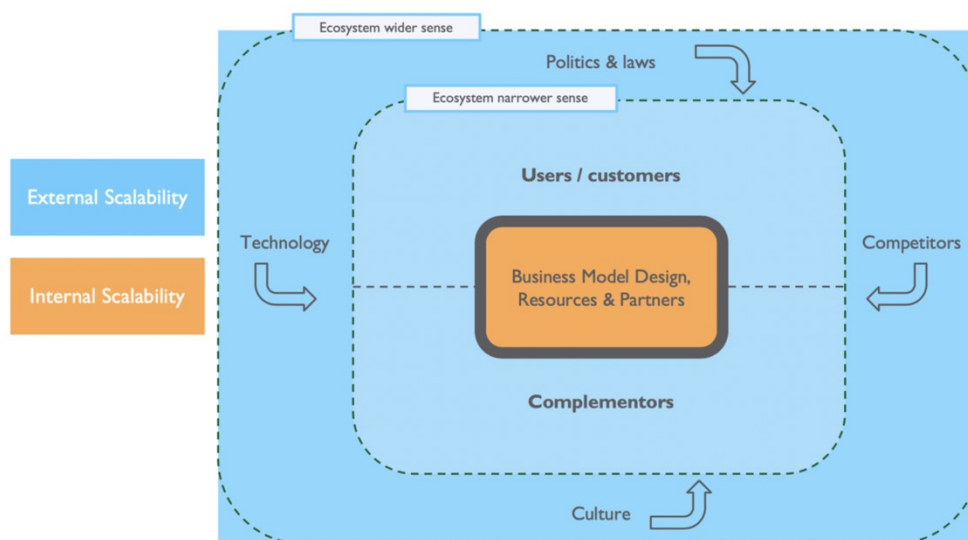 Ecosystem wider sense
Politics & laws
Ecosystem narrower sense
External Scalability
Users / customers
Technology
Competitors
Internal Scalability
Business Model Design,
Resources & Partners
Complementors
Culture